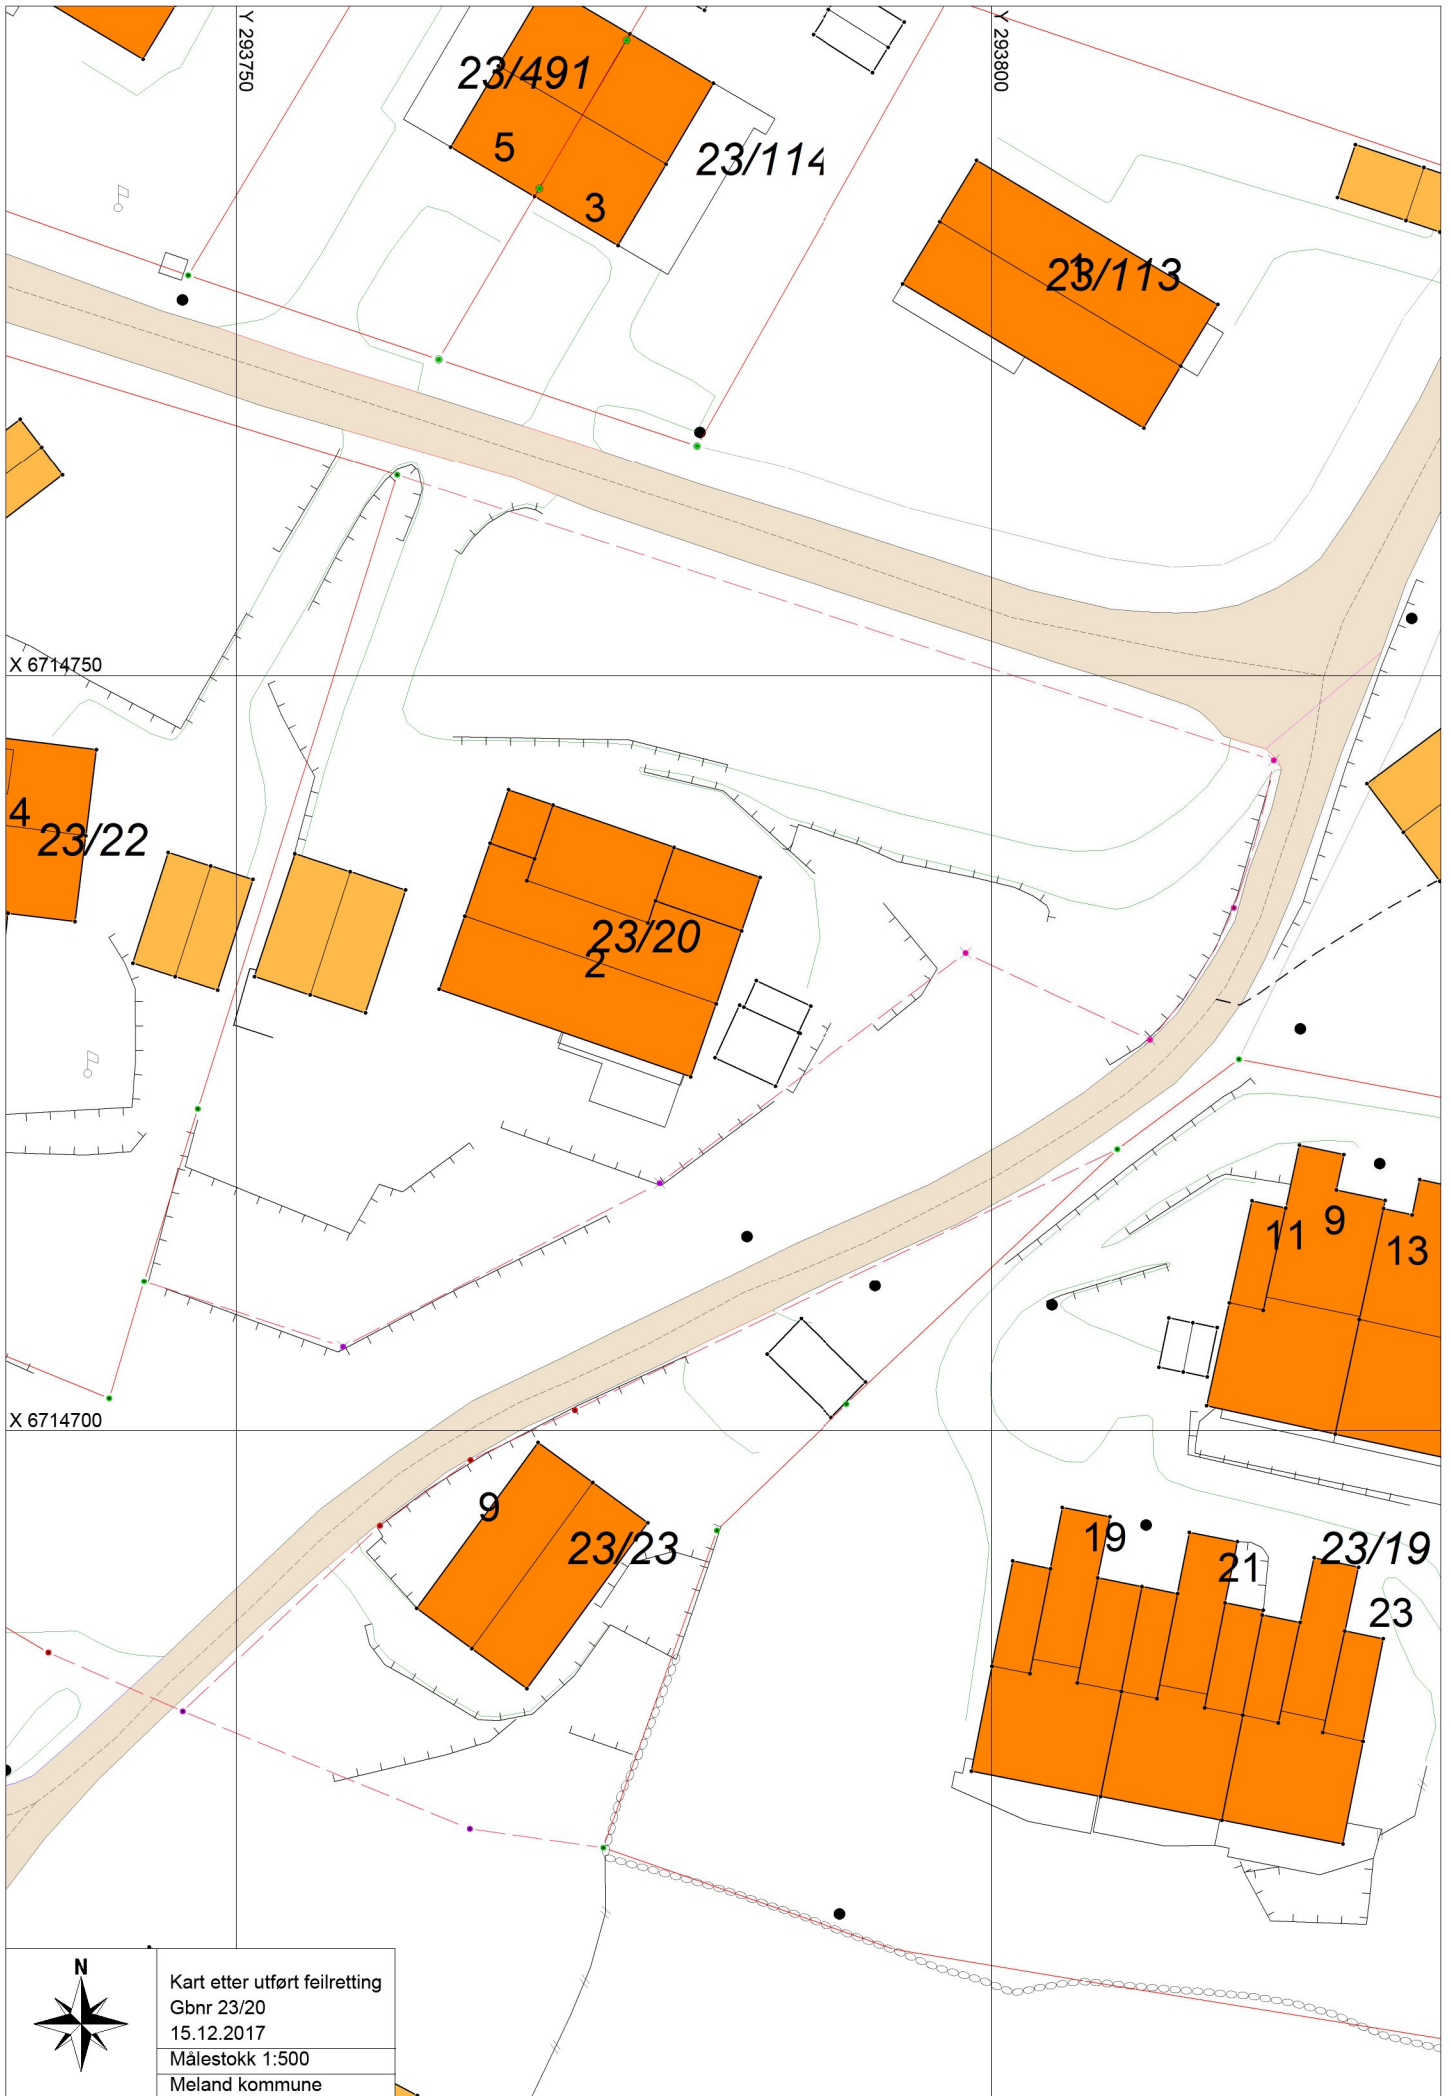 Y 293750
Y 293800
23/491
5
3
23/114
1
23/113
X 6714750
4
23/22
23/20
2
11
9
13
X 6714700
9
23/23
19
21
23/19
23
N
Kart etter utført feilretting
Gbnr 23/20
15.12.2017
Målestokk 1:500
Meland kommune